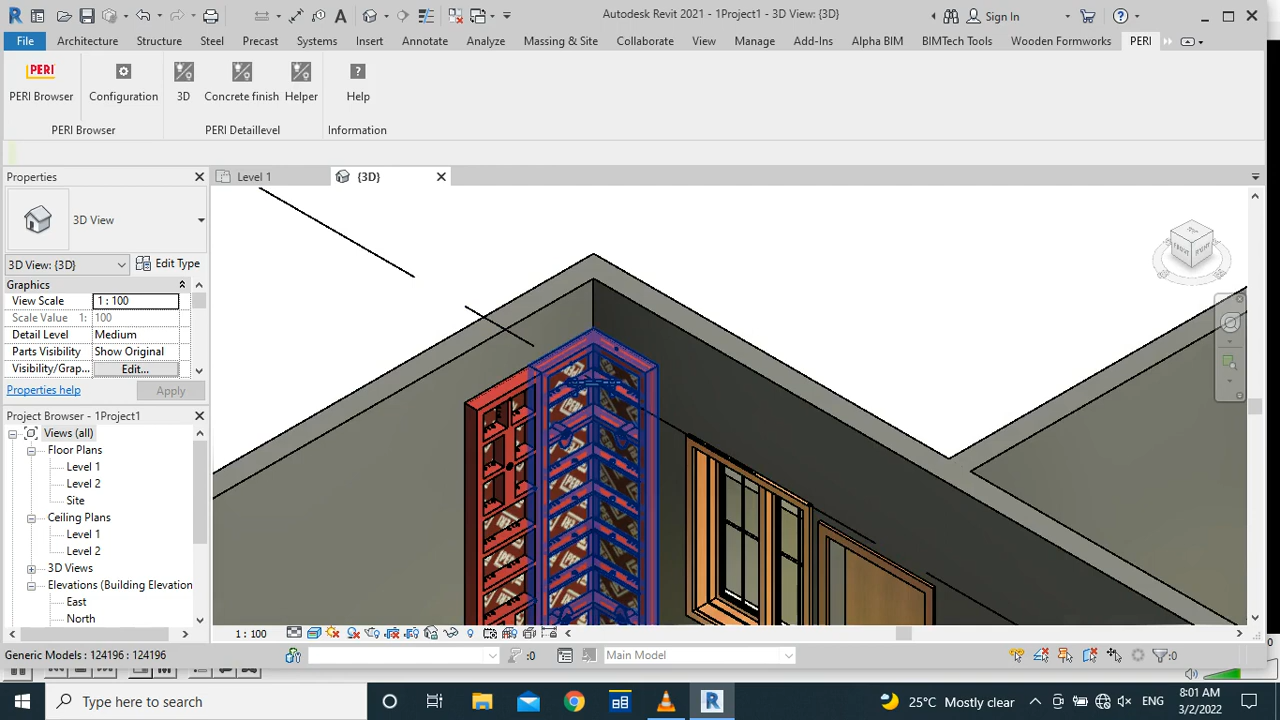 Autodesk Revit 2021 - 1Project1 - 3D View: {3D}
Sign In
File Architecture Structure Steel Precast Systems Insert Annotate Analyze Massing & Site Collaborate View Manage Add-Ins Alpha BIM BIMTech Tools Wooden Formworks PERI
PERI
PERI Browser Configuration 3D Concrete finish Helper Help
PERI Browser PERI Detaillevel Information
Properties
Level 1 {3D}
3D View
3D View: {3D} Edit Type
Graphics
View Scale 1 : 100
Scale Value 1: 100
Detail Level Medium
Parts Visibility Show Original
Visibility/Grap... Edit...
Properties help Apply
Project Browser - 1Project1
Views (all)
Floor Plans
Level 1
Level 2
Site
Ceiling Plans
Level 1
Level 2
3D Views
Elevations (Building Elevation
East
North
TOP
FRONT
RIGHT
1 : 100
Generic Models : 124196 : 124196
:0
Main Model
:0
Type here to search
25°C Mostly clear
ENG
8:01 AM
3/2/2022